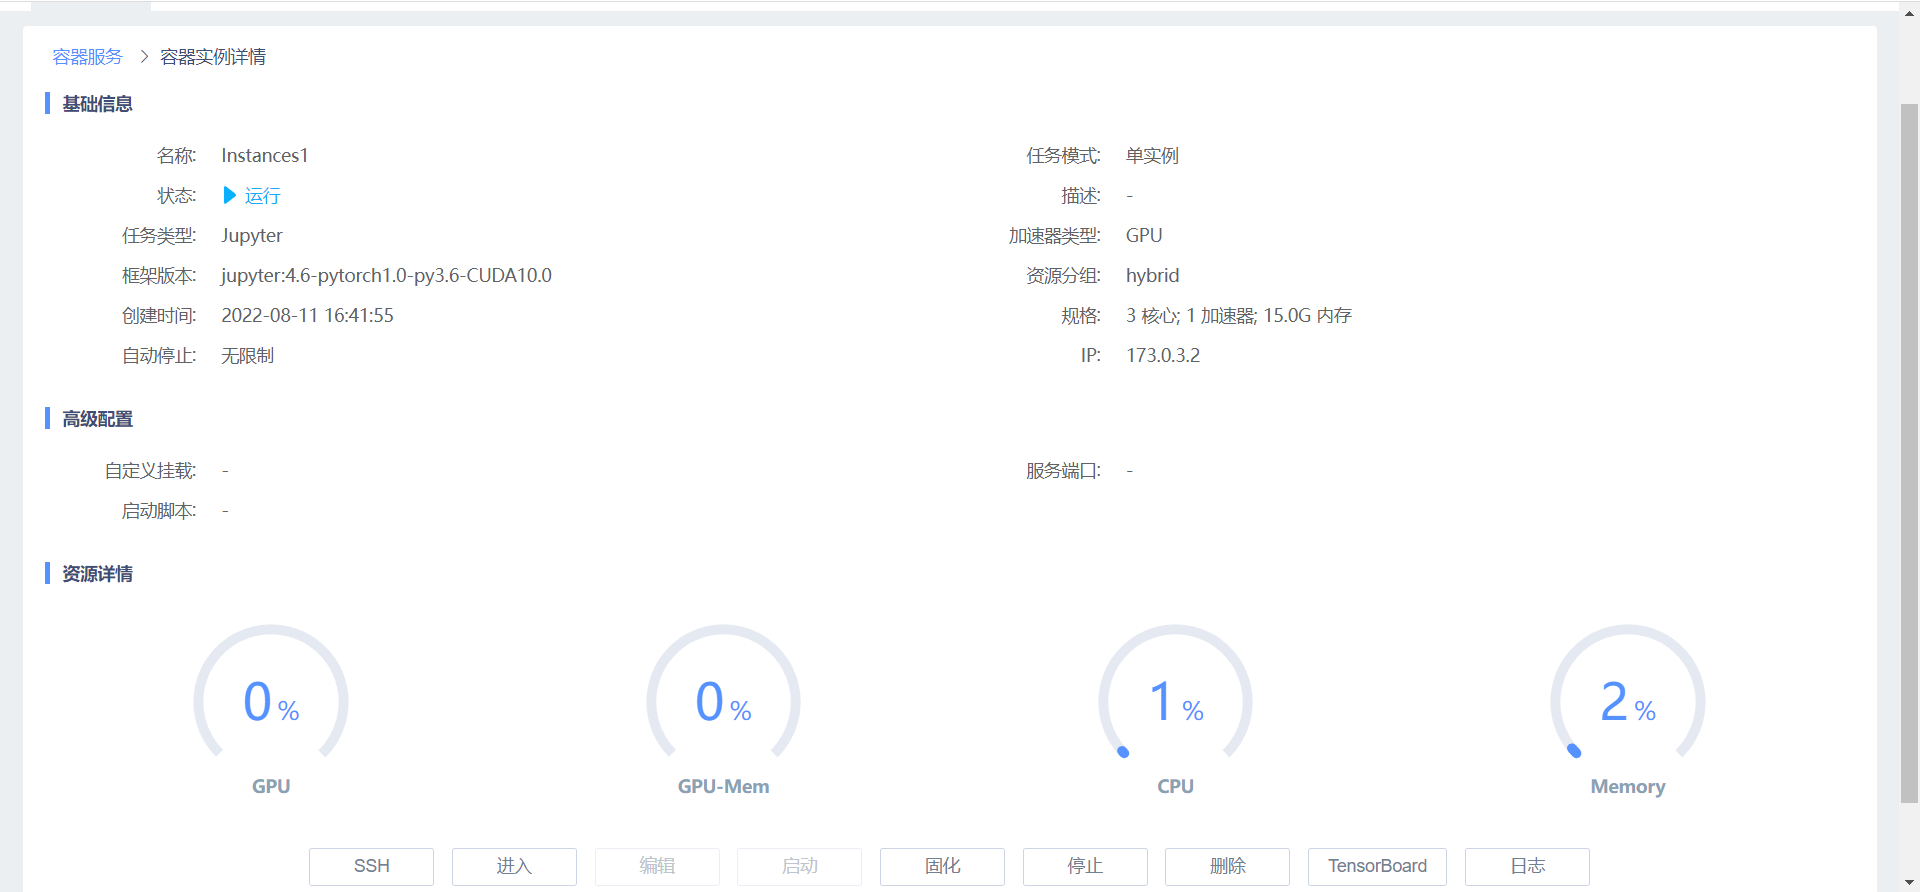 容器服务 > 容器实例详情
基础信息
名称: Instances1
任务模式: 单实例
状态: 运行
描述: -
任务类型: Jupyter
加速器类型: GPU
框架版本: jupyter:4.6-pytorch1.0-py3.6-CUDA10.0
资源分组: hybrid
创建时间: 2022-08-11 16:41:55
规格: 3 核心; 1 加速器; 15.0G 内存
自动停止: 无限制
IP: 173.0.3.2
高级配置
自定义挂载: -
服务端口: -
启动脚本: -
资源详情
0 %
GPU
0 %
GPU-Mem
1 %
CPU
2 %
Memory
SSH
进入
编辑
启动
固化
停止
删除
TensorBoard
日志